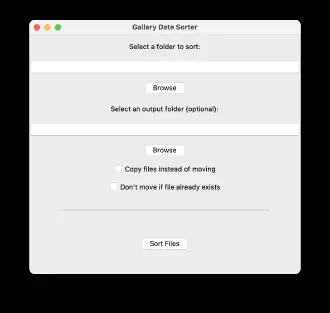 Gallery Date Sorter
Select a folder to sort:
Browse
Select an output folder (optional):
Browse
Copy files instead of moving
Don't move if file already exists
Sort Files